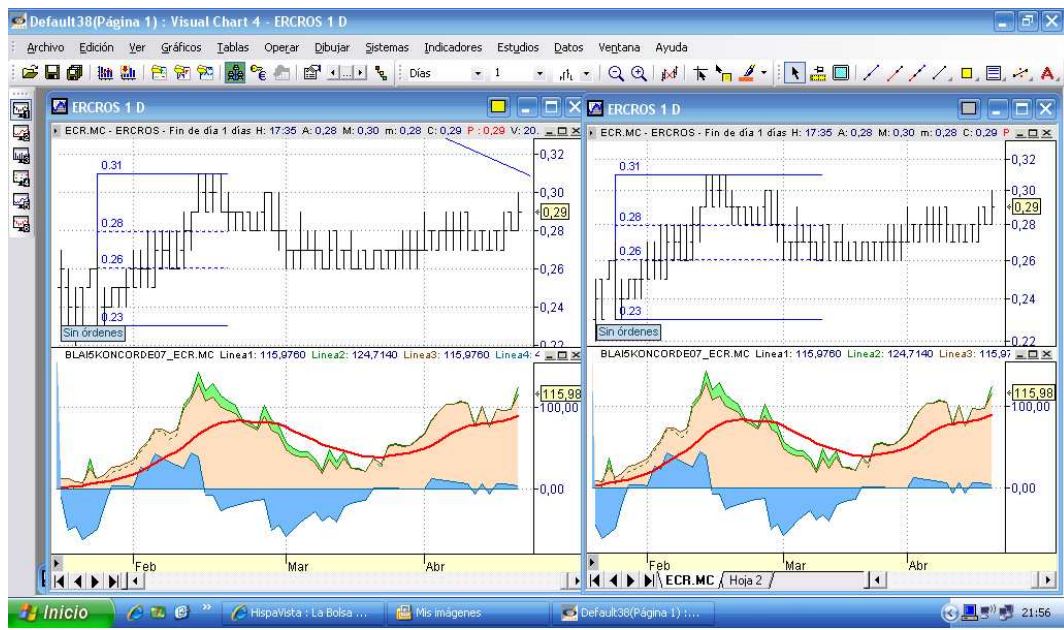 Default38(Página 1) : Visual Chart 4 - ERCROS 1 D
Archivo Edición Ver Gráficos Tablas Operar Dibujar Sistemas Indicadores Estudios Datos Ventana Ayuda
Días 1
ERCROS 1 D
ECR.MC - ERCROS - Fin de día 1 días H: 17:35 A: 0,28 M: 0,30 m: 0,28 C: 0,29 P : 0,29 V: 20.
0.31
0.28
0.26
0.23
Sin órdenes
0,32
0,30
0,29
0,28
0,26
0,24
0,22
BLAI5KONCORDE07_ECR.MC Linea1: 115,9760 Linea2: 124,7140 Linea3: 115,9760 Linea4: 4
115,98
100,00
0,00
Feb Mar Abr
ERCROS 1 D
ECR.MC - ERCROS - Fin de día 1 días H: 17:35 A: 0,28 M: 0,30 m: 0,28 C: 0,29 P
0.31
0.28
0.26
0.23
Sin órdenes
0,32
0,30
0,29
0,28
0,26
0,24
0,22
BLAI5KONCORDE07_ECR.MC Linea1: 115,9760 Linea2: 124,7140 Linea3: 115,97
115,98
100,00
0,00
Feb Mar Abr
ECR.MC Hoja 2
Inicio HispaVista : La Bolsa ... Mis imágenes Default38(Página 1) :... 21:56